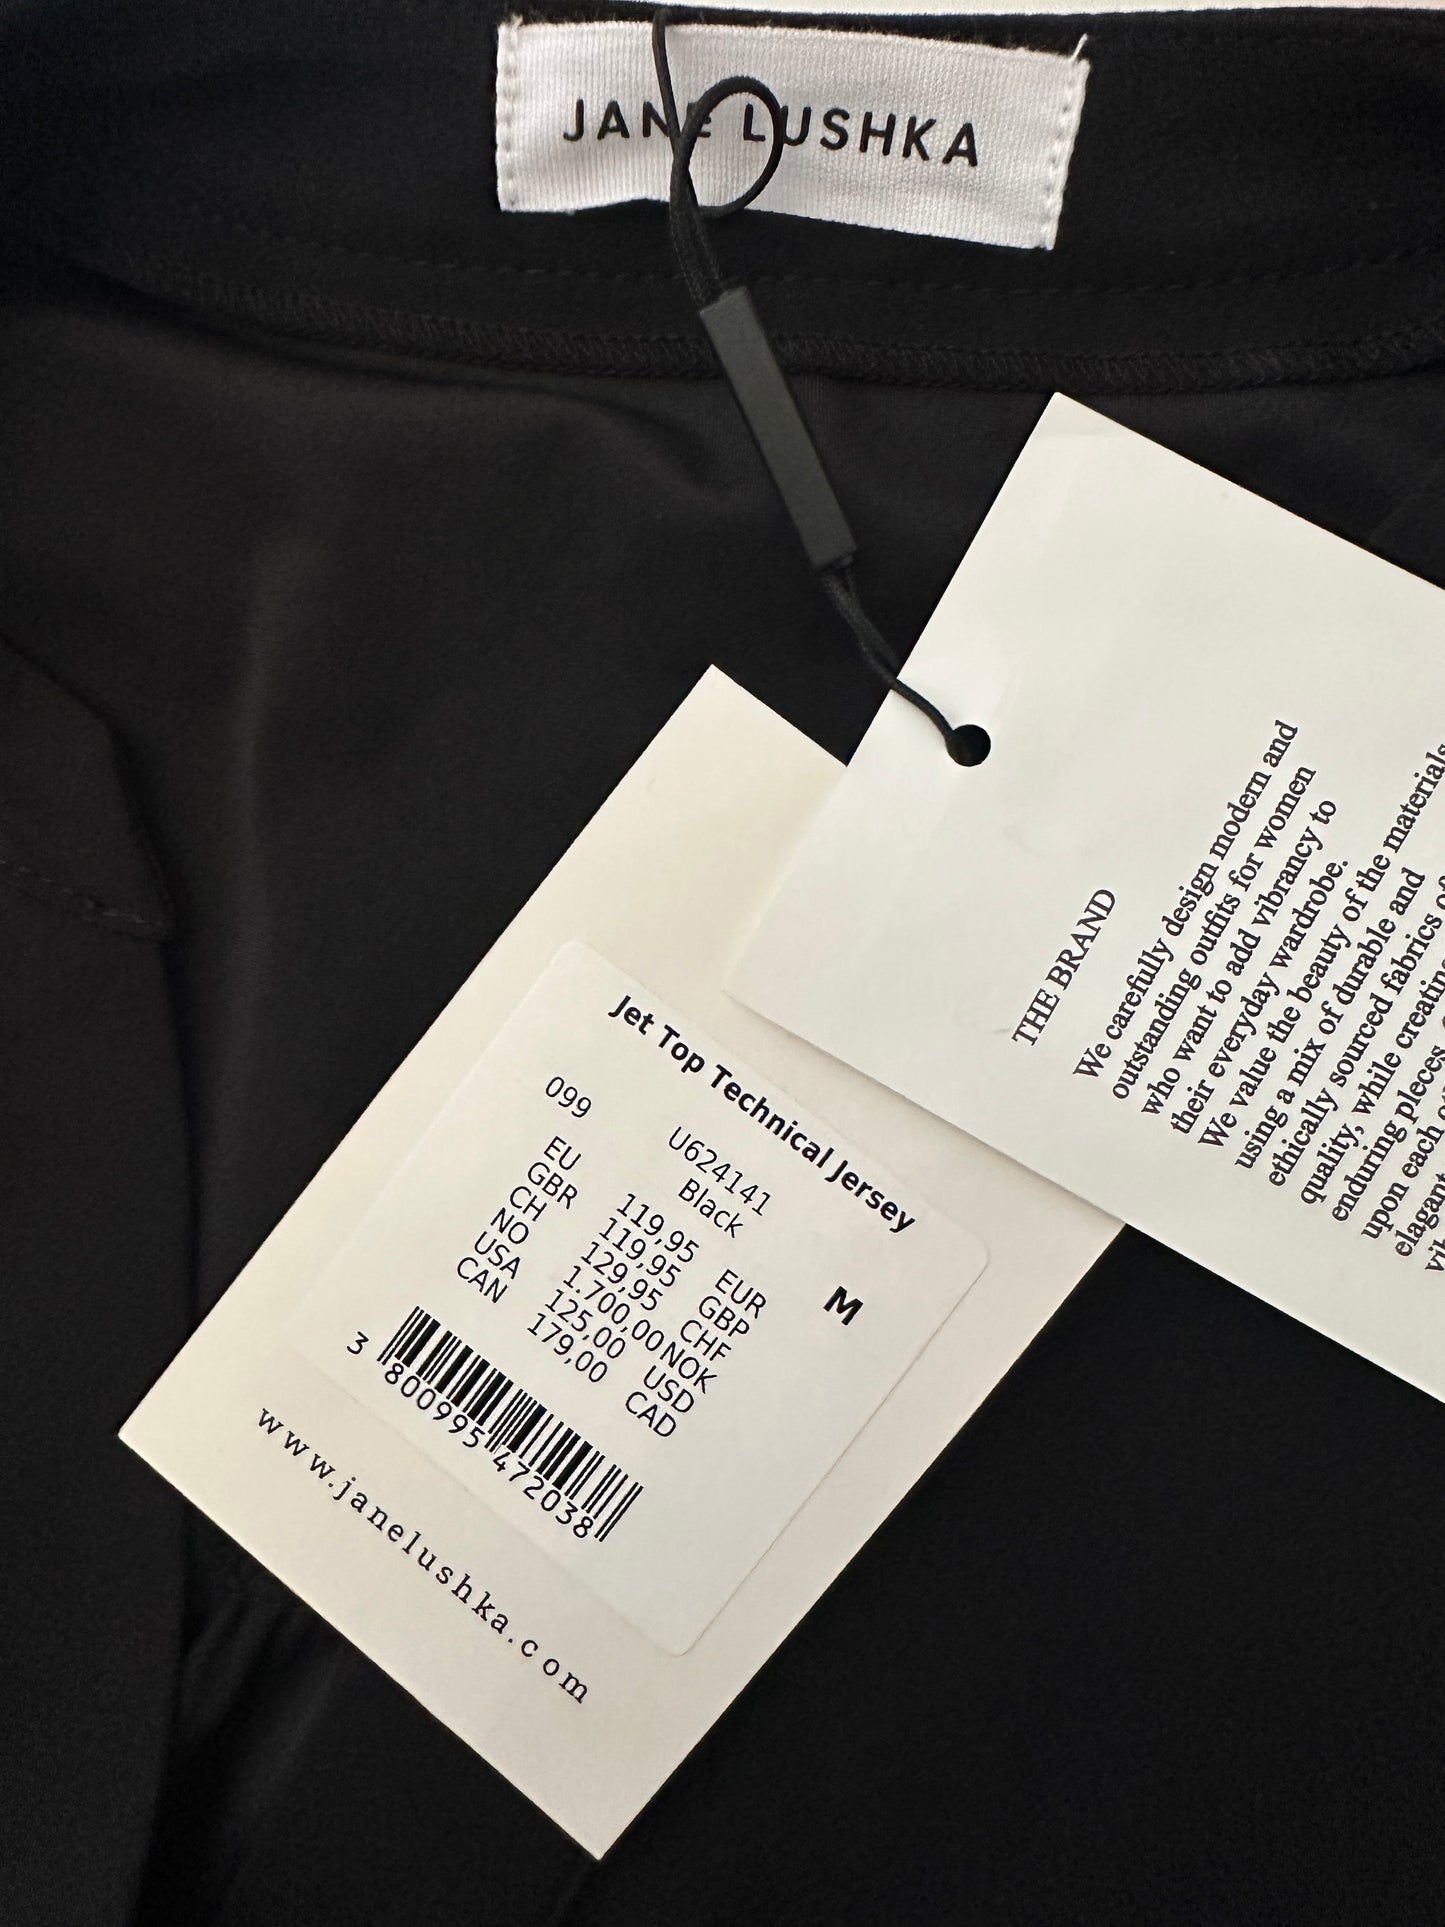 JANE LUSHKA
THE BRAND
We carefully design modern and
outstanding outfits for women
who want to add vibrancy to
their everyday wardrobe.
We value the beauty of the materials
using a mix of durable and
ethically sourced fabrics of
quality, while creating
enduring pleces.
upon each
elagant
Jet Top Technical Jersey
099 U624141
Black
M
EU 119,95 EUR
GBR 119,95 GBP
CH 129,95 CHF
NO 1.700,00 NOK
USA 125,00 USD
CAN 179,00 CAD
3 800995 472038
www.janelushka.com